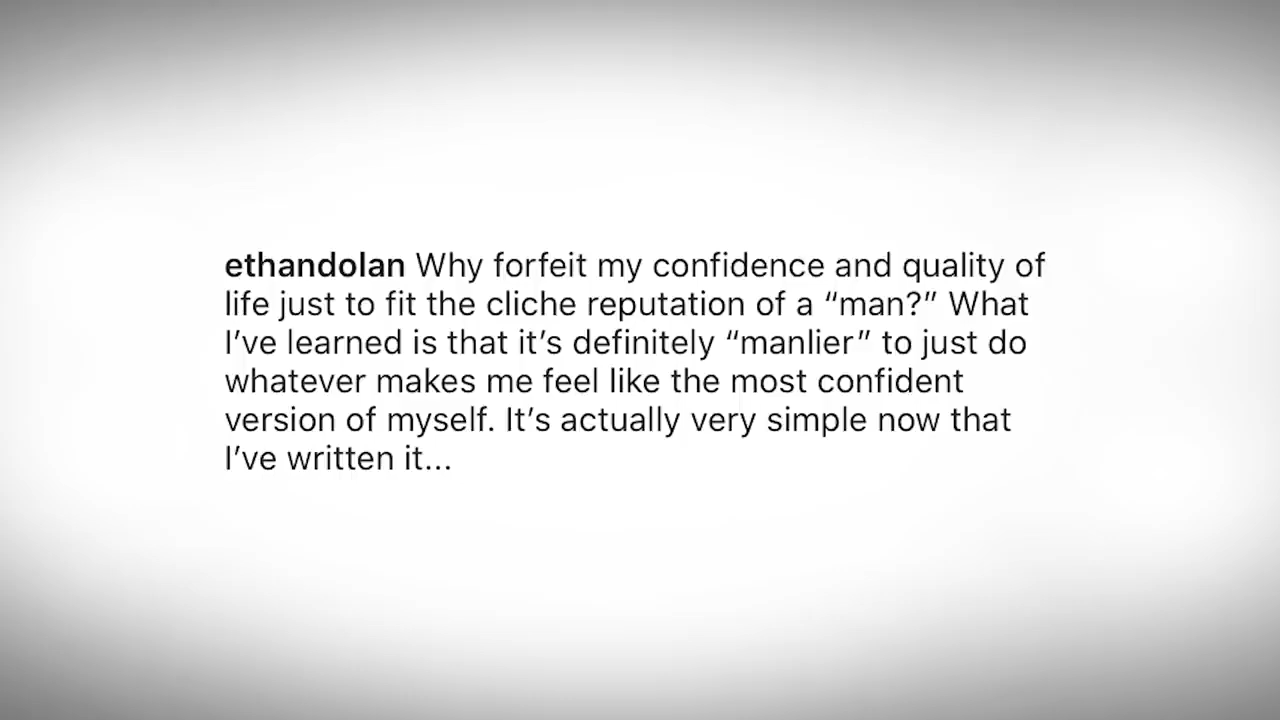 ethandolan Why forfeit my confidence and quality of
life just to fit the cliche reputation of a “man?” What
I’ve learned is that it’s definitely “manlier” to just do
whatever makes me feel like the most confident
version of myself. It’s actually very simple now that
I’ve written it...